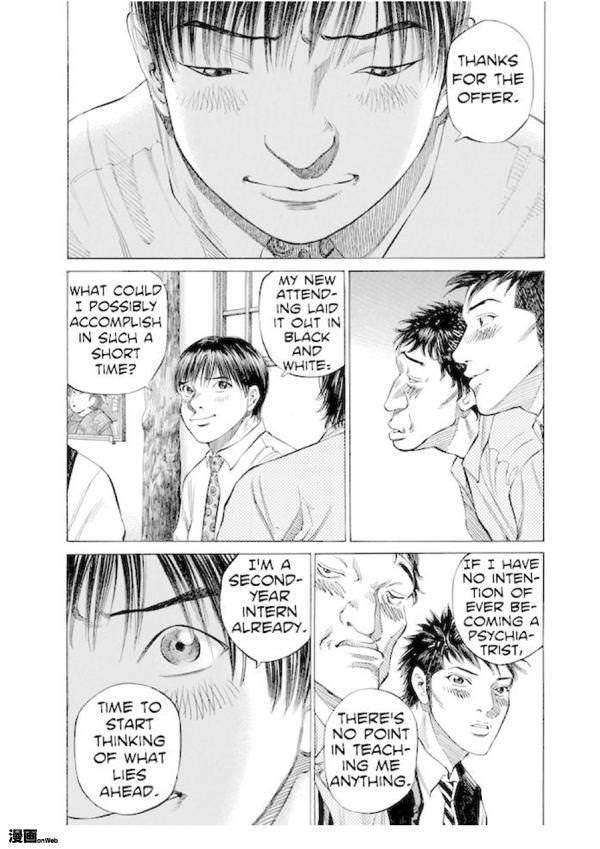 THANKS
FOR THE
OFFER.
MY NEW
ATTEND-
ING LAID
IT OUT IN
BLACK
AND
WHITE:
WHAT COULD
I POSSIBLY
ACCOMPLISH
IN SUCH A
SHORT
TIME?
IF I HAVE
NO INTEN-
TION OF
EVER BE-
COMING A
PSYCHIA-
TRIST,
THERE'S
NO POINT
IN TEACH-
ING ME
ANYTHING.
I'M A
SECOND-
YEAR
INTERN
ALREADY.
TIME TO
START
THINKING
OF WHAT
LIES
AHEAD.
漫画onWeb